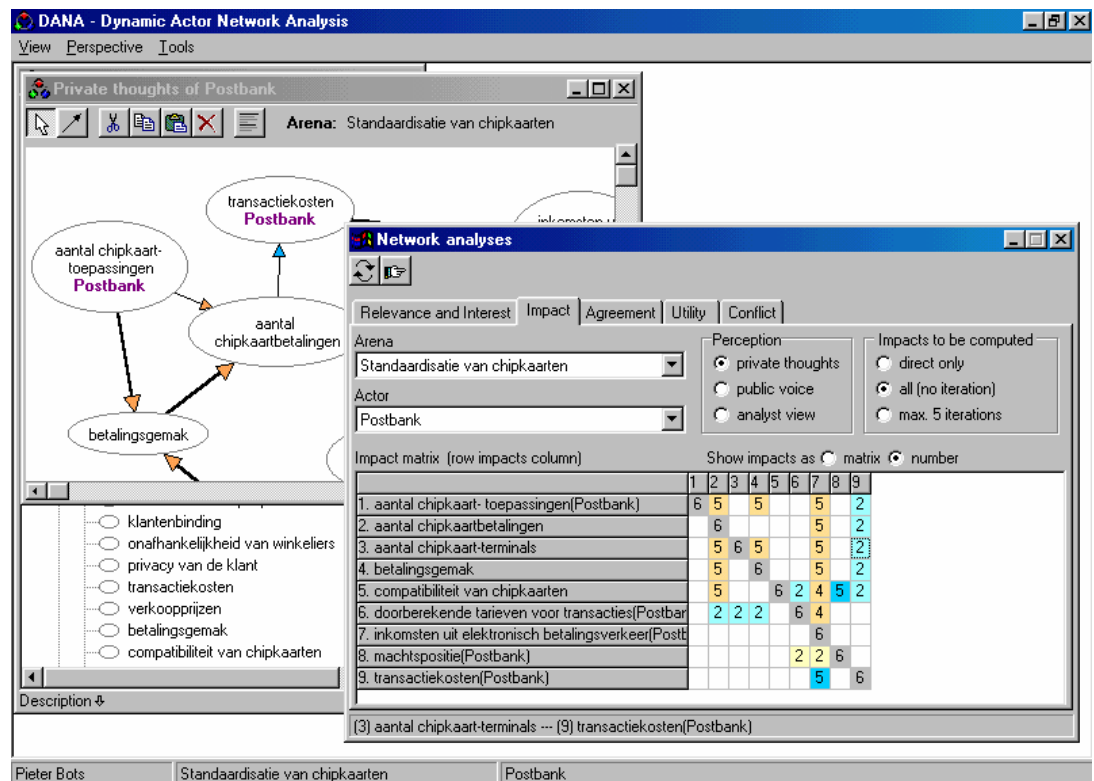 DANA - Dynamic Actor Network Analysis
View Perspective Tools
Private thoughts of Postbank
Arena: Standaardisatie van chipkaarten
transactiekosten
Postbank
aantal chipkaart-
toepassingen
Postbank
aantal
chipkaartbetalingen
betalingsgemak
klantenbinding
onafhankelijkheid van winkeliers
privacy van de klant
transactiekosten
verkoopprijzen
betalingsgemak
compatibiliteit van chipkaarten
Description
Network analyses
Relevance and Interest Impact Agreement Utility Conflict
Arena
Standaardisatie van chipkaarten
Actor
Postbank
Perception
private thoughts
public voice
analyst view
Impacts to be computed
direct only
all (no iteration)
max. 5 iterations
Impact matrix (row impacts column)
Show impacts as matrix number
1 2 3 4 5 6 7 8 9
1. aantal chipkaart- toepassingen(Postbank) 6 5 5 5 2
2. aantal chipkaartbetalingen 6 5 2
3. aantal chipkaart-terminals 5 6 5 5 2
4. betalingsgemak 5 6 5 2
5. compatibiliteit van chipkaarten 5 6 2 4 5 2
6. doorberekende tarieven voor transacties(Postbar 2 2 2 6 4
7. inkomsten uit elektronisch betalingsverkeer(Postb 6
8. machtspositie(Postbank) 2 2 6
9. transactiekosten(Postbank) 5 6
(3) aantal chipkaart-terminals --- (9) transactiekosten(Postbank)
Pieter Bots Standaardisatie van chipkaarten Postbank